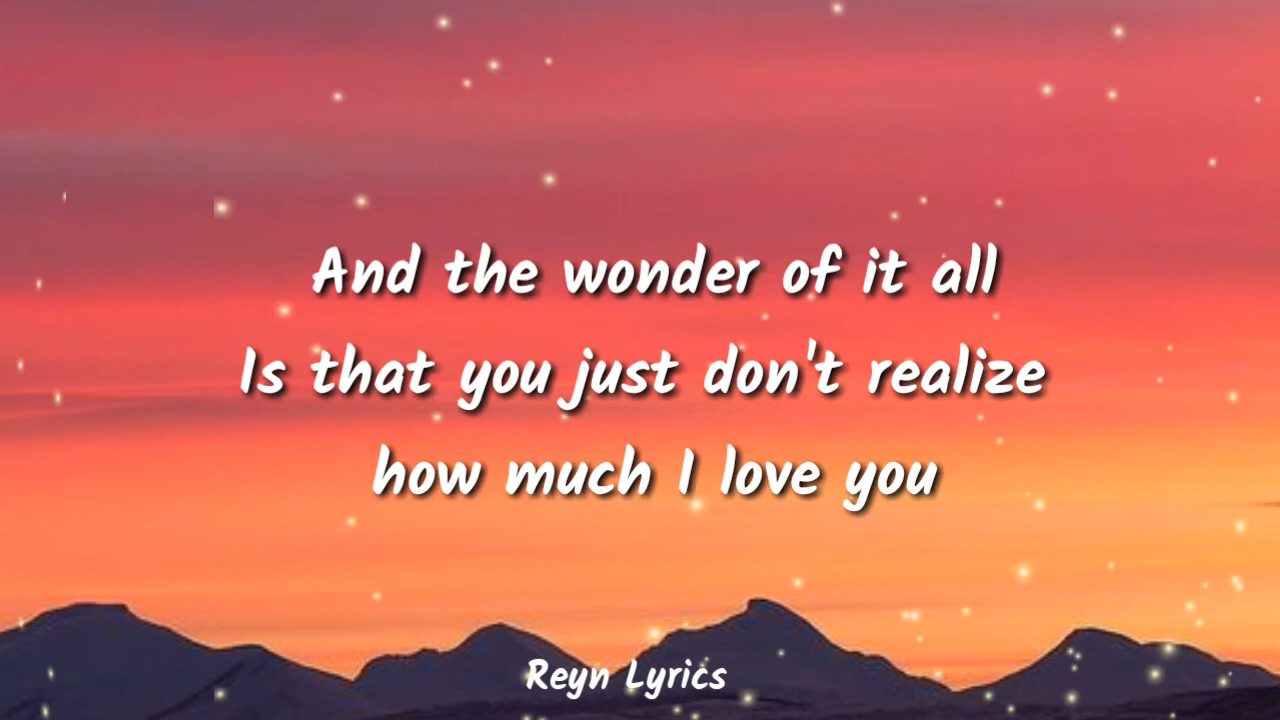 And the wonder of it all
Is that you just don't realize
how much I love you
Reyn Lyrics